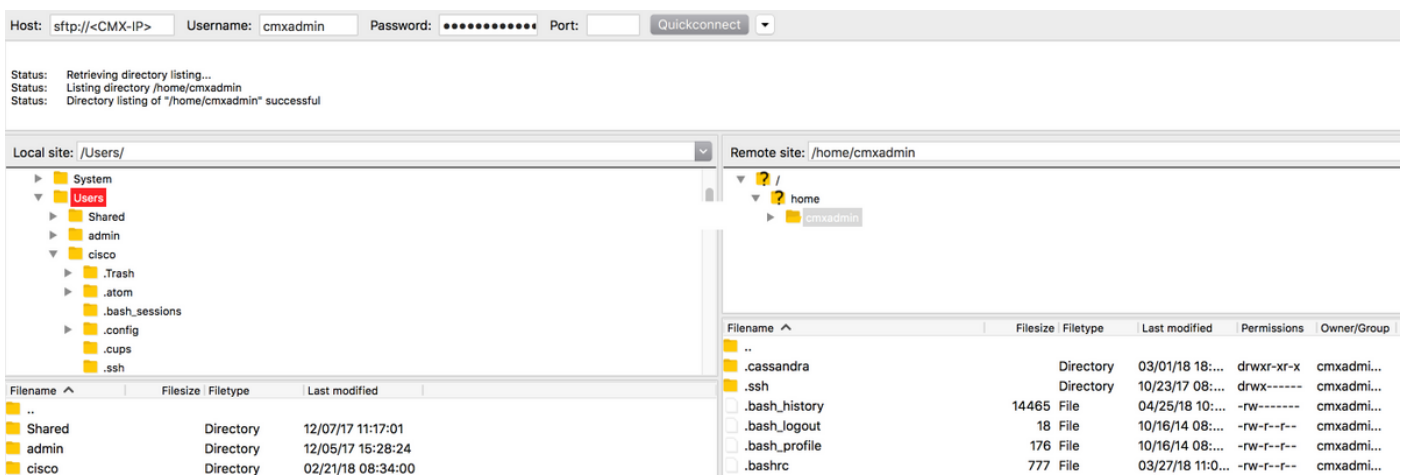 Host: sftp://<CMX-IP> Username: cmxadmin Password: •••••••••••• Port: Quickconnect
Status: Retrieving directory listing...
Status: Listing directory /home/cmxadmin
Status: Directory listing of "/home/cmxadmin" successful
Local site: /Users/
System
Users
Shared
admin
cisco
.Trash
.atom
.bash_sessions
.config
.cups
.ssh
Filename Filesize Filetype Last modified
..
Shared Directory 12/07/17 11:17:01
admin Directory 12/05/17 15:28:24
cisco Directory 02/21/18 08:34:00
Remote site: /home/cmxadmin
/
home
cmxadmin
Filename Filesize Filetype Last modified Permissions Owner/Group
..
.cassandra Directory 03/01/18 18:... drwxr-xr-x cmxadmi...
.ssh Directory 10/23/17 08:... drwx------ cmxadmi...
.bash_history 14465 File 04/25/18 10:... -rw------- cmxadmi...
.bash_logout 18 File 10/16/14 08:... -rw-r--r-- cmxadmi...
.bash_profile 176 File 10/16/14 08:... -rw-r--r-- cmxadmi...
.bashrc 777 File 03/27/18 11:0... -rw-r--r-- cmxadmi...